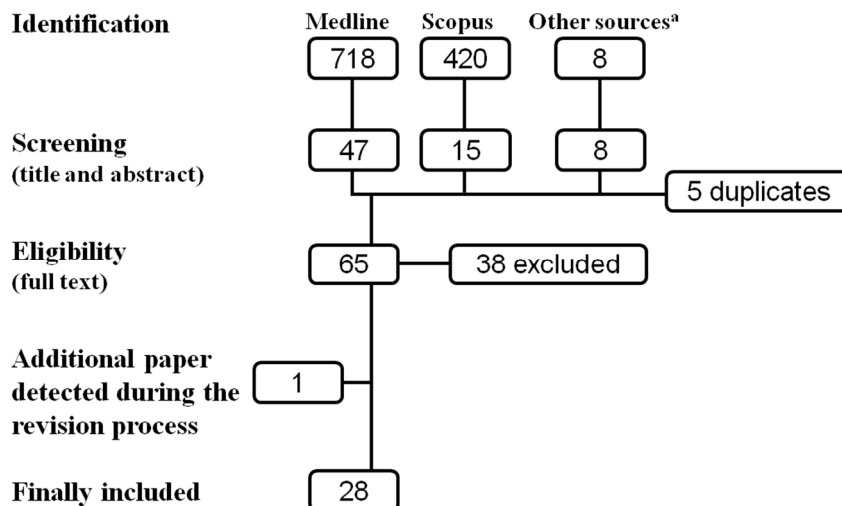 Identification
Medline
Scopus
Other sourcesᵃ
718
420
8
Screening
(title and abstract)
47
15
8
5 duplicates
Eligibility
(full text)
65
38 excluded
Additional paper
detected during the
revision process
1
Finally included
28